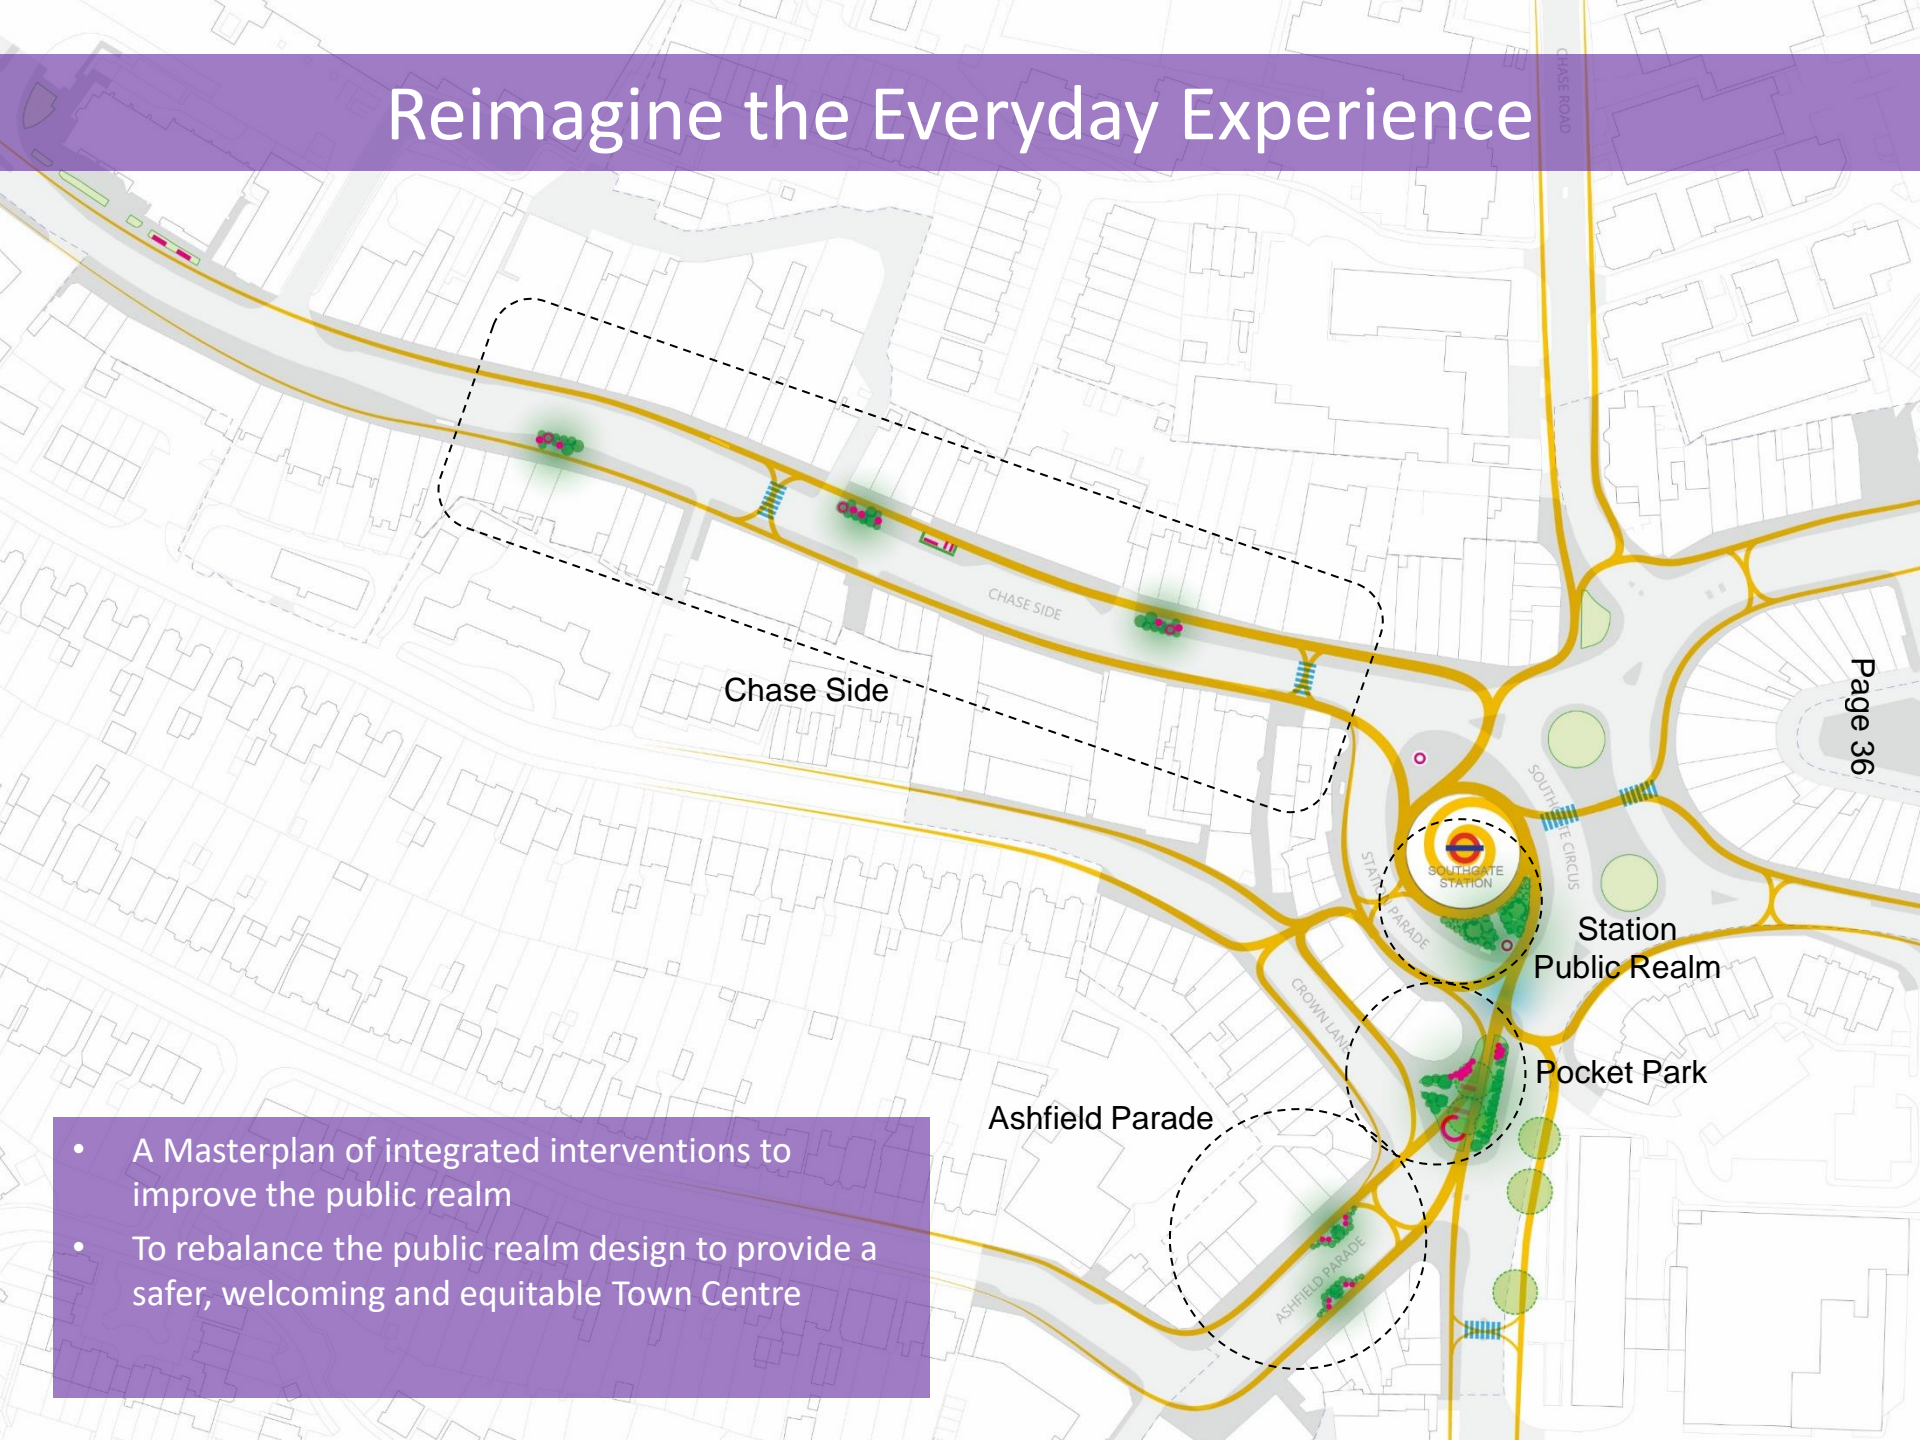 Reimagine the Everyday Experience
CHASE ROAD
CHASE SIDE
Chase Side
Page 36
SOUTHGATE CIRCUS
SOUTHGATE
STATION
STATION PARADE
Station
Public Realm
CROWN LANE
Pocket Park
Ashfield Parade
ASHFIELD PARADE
• A Masterplan of integrated interventions to
improve the public realm
• To rebalance the public realm design to provide a
safer, welcoming and equitable Town Centre